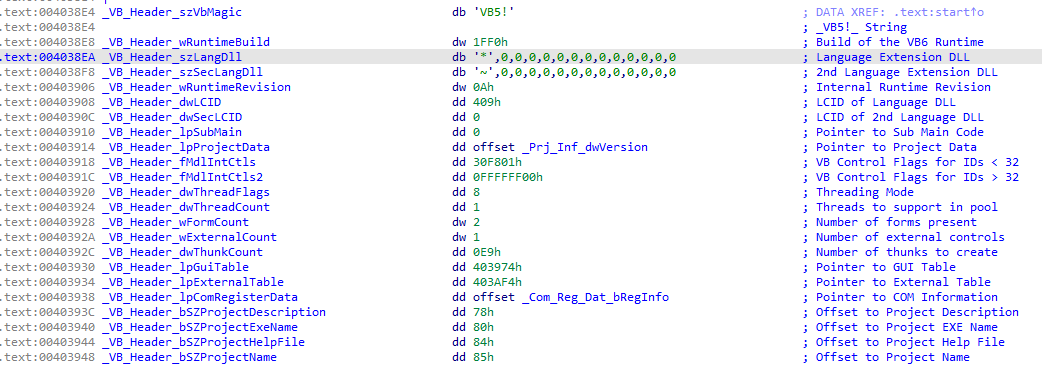 .text:004038E4 _VB_Header_szVbMagic db 'VB5!' ; DATA XREF: .text:start↑o
.text:004038E4 ; _VB5!_ String
.text:004038E8 _VB_Header_wRuntimeBuild dw 1FF0h ; Build of the VB6 Runtime
.text:004038EA _VB_Header_szLangDll db '*',0,0,0,0,0,0,0,0,0,0,0,0,0 ; Language Extension DLL
.text:004038F8 _VB_Header_szSecLangDll db '~',0,0,0,0,0,0,0,0,0,0,0,0,0 ; 2nd Language Extension DLL
.text:00403906 _VB_Header_wRuntimeRevision dw 0Ah ; Internal Runtime Revision
.text:00403908 _VB_Header_dwLCID dd 409h ; LCID of Language DLL
.text:0040390C _VB_Header_dwSecLCID dd 0 ; LCID of 2nd Language DLL
.text:00403910 _VB_Header_lpSubMain dd 0 ; Pointer to Sub Main Code
.text:00403914 _VB_Header_lpProjectData dd offset _Prj_Inf_dwVersion ; Pointer to Project Data
.text:00403918 _VB_Header_fMdlIntCtls dd 30F801h ; VB Control Flags for IDs < 32
.text:0040391C _VB_Header_fMdlIntCtls2 dd 0FFFFFF00h ; VB Control Flags for IDs > 32
.text:00403920 _VB_Header_dwThreadFlags dd 8 ; Threading Mode
.text:00403924 _VB_Header_dwThreadCount dd 1 ; Threads to support in pool
.text:00403928 _VB_Header_wFormCount dw 2 ; Number of forms present
.text:0040392A _VB_Header_wExternalCount dw 1 ; Number of external controls
.text:0040392C _VB_Header_dwThunkCount dd 0E9h ; Number of thunks to create
.text:00403930 _VB_Header_lpGuiTable dd 403974h ; Pointer to GUI Table
.text:00403934 _VB_Header_lpExternalTable dd 403AF4h ; Pointer to External Table
.text:00403938 _VB_Header_lpComRegisterData dd offset _Com_Reg_Dat_bRegInfo ; Pointer to COM Information
.text:0040393C _VB_Header_bSZProjectDescription dd 78h ; Offset to Project Description
.text:00403940 _VB_Header_bSZProjectExeName dd 80h ; Offset to Project EXE Name
.text:00403944 _VB_Header_bSZProjectHelpFile dd 84h ; Offset to Project Help File
.text:00403948 _VB_Header_bSZProjectName dd 85h ; Offset to Project Name